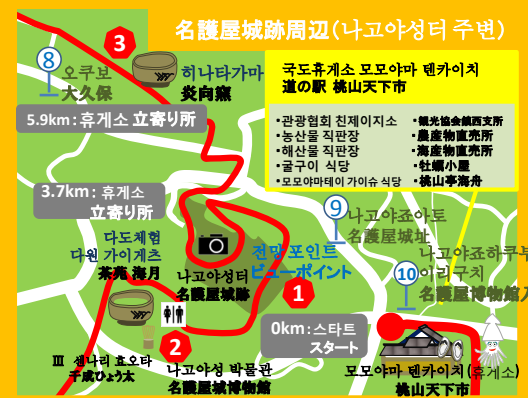 名護屋城跡周辺(나고야성터 주변)
3
8
오쿠보
大久保
히나타가마
炎向窯
5.9km : 휴게소 立寄り所
국도휴게소 모모야마 텐카이치
道の駅 桃山天下市
•관광협회 친제이지소 •観光協会鎮西支所
•농산물 직판장 •農産物直売所
•해산물 직판장 •海産物直売所
•굴구이 식당 •牡蠣小屋
•모모야마테이 가이슈 식당 •桃山亭海舟
3.7km : 휴게소
立寄り所
9
나고야죠아토
名護屋城址
다도체험
다원 가이게츠
茶苑 海月
나고야성터
名護屋城跡
전망 포인트
ビューポイント
1
나고야죠하쿠부
이리구치
名護屋博物館入
10
0km : 스타트
スタート
2
Ⅲ 센나리 효오타
千成ひょう太
나고야성 박물관
名護屋城博物館
모모야마 텐카이치 (휴게소)
桃山天下市